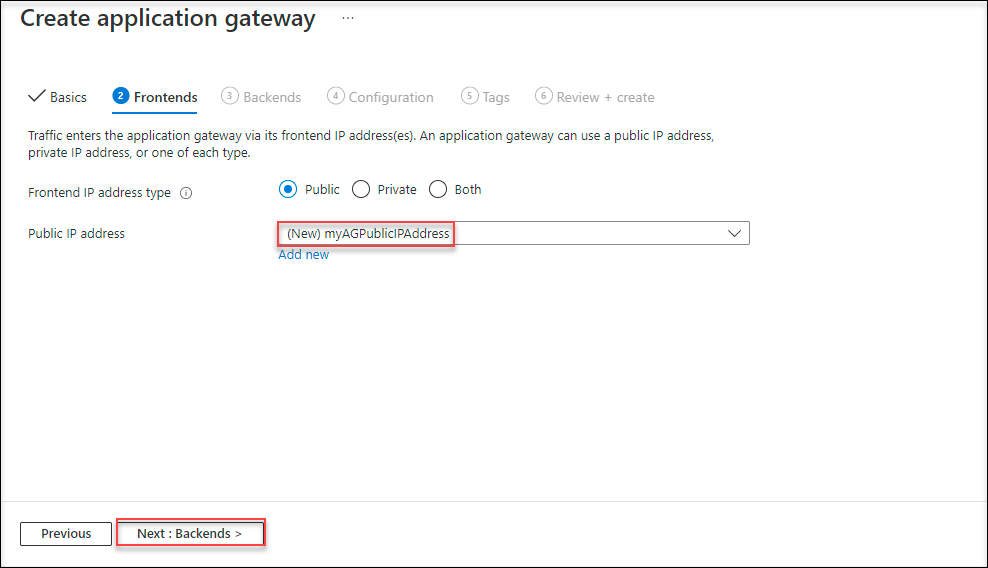 Create application gateway ...
Basics 2 Frontends 3 Backends 4 Configuration 5 Tags 6 Review + create
Traffic enters the application gateway via its frontend IP address(es). An application gateway can use a public IP address,
private IP address, or one of each type.
Frontend IP address type Public Private Both
Public IP address (New) myAGPublicIPAddress
Add new
Previous Next : Backends >